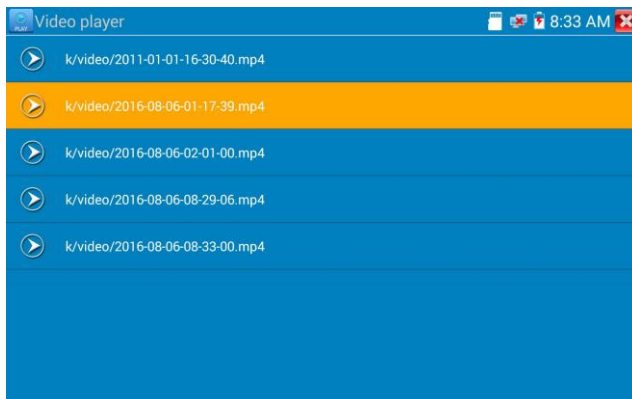 PLAY
Video player
8:33 AM
k/video/2011-01-01-16-30-40.mp4
k/video/2016-08-06-01-17-39.mp4
k/video/2016-08-06-02-01-00.mp4
k/video/2016-08-06-08-29-06.mp4
k/video/2016-08-06-08-33-00.mp4